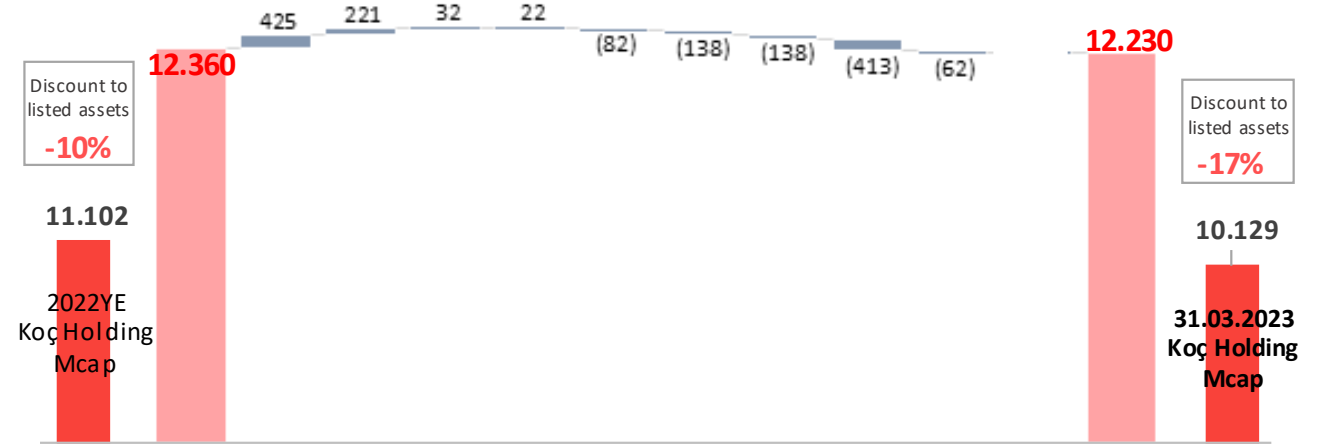 425
221
32
22
(82)
(138)
(138)
(413)
(62)
12.360
12.230
Discount to
listed assets
-10%
Discount to
listed assets
-17%
11.102
10.129
2022YE
Koç Holding
Mcap
31.03.2023
Koç Holding
Mcap